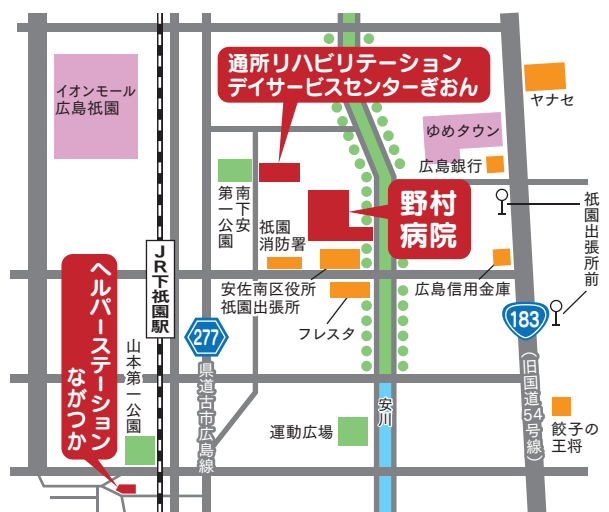 通所リハビリテーション
デイサービスセンターぎおん
イオンモール
広島祇園
ヤナセ
ゆめタウン
広島銀行
南下安
第一公園
祇園
消防署
野村
病院
祇園出張所前
JR下祇園駅
安佐南区役所
祇園出張所
広島信用金庫
フレスタ
183
277
ヘルパーステーション
ながつか
山本第一公園
県道古市広島線
安川
(旧国道54号線)
運動広場
餃子の
王将